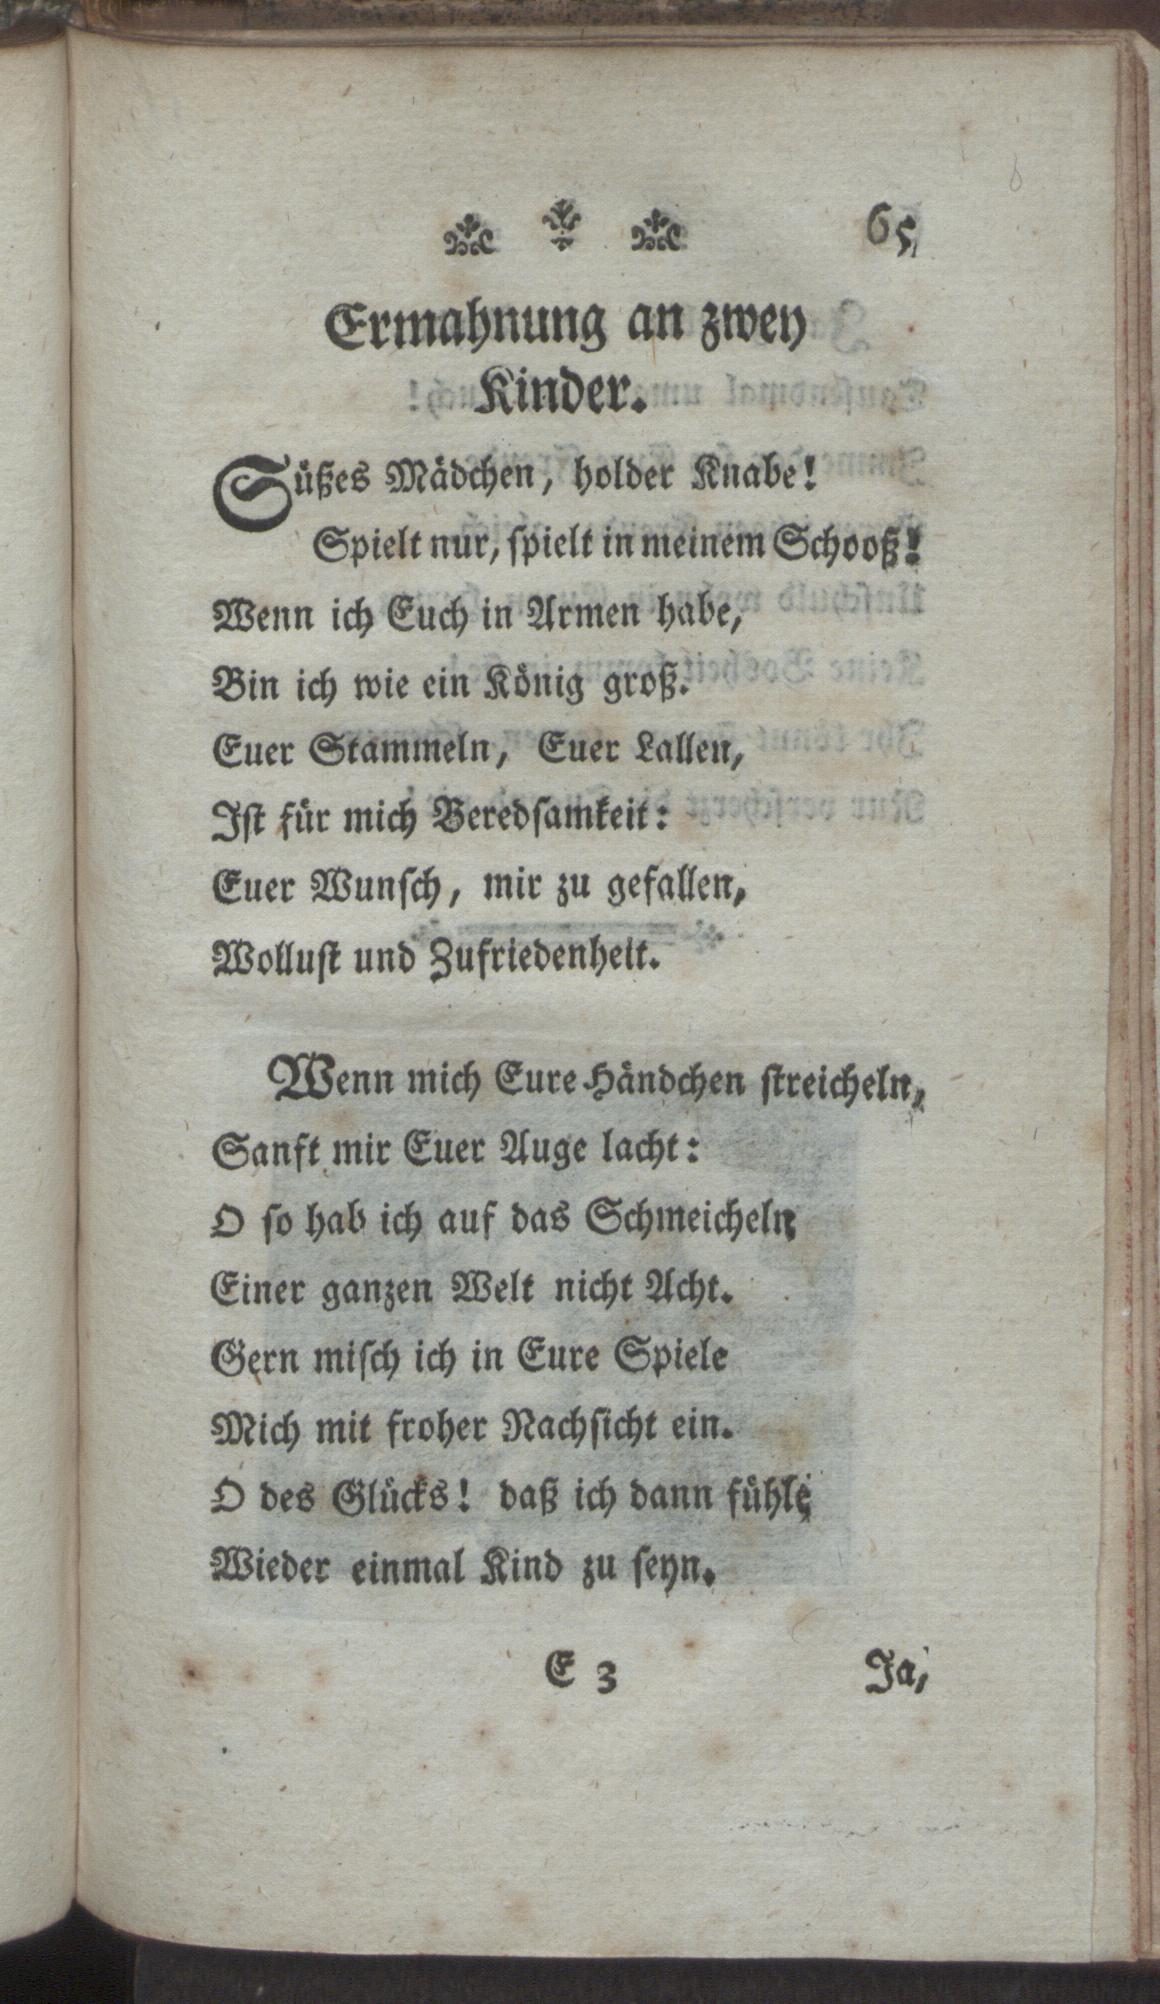 65
Ermahnung an zwey
Kinder.
Süßes Mädchen, holder Knabe!
Spielt nur, ſpielt in meinem Schooß!
Wenn ich Euch in Armen habe,
Bin ich wie ein König groß.
Euer Stammeln, Euer Lallen,
Iſt für mich Beredſamkeit:
Euer Wunſch, mir zu gefallen,
Wolluſt und Zufriedenheit.
Wenn mich Eure Händchen ſtreicheln,
Sanft mir Euer Auge lacht:
O ſo hab ich auf das Schmeicheln
Einer ganzen Welt nicht Acht.
Gern miſch ich in Eure Spiele
Mich mit froher Nachſicht ein.
O des Glücks! daß ich dann fühle
Wieder einmal Kind zu ſeyn.
E 3 Ja,